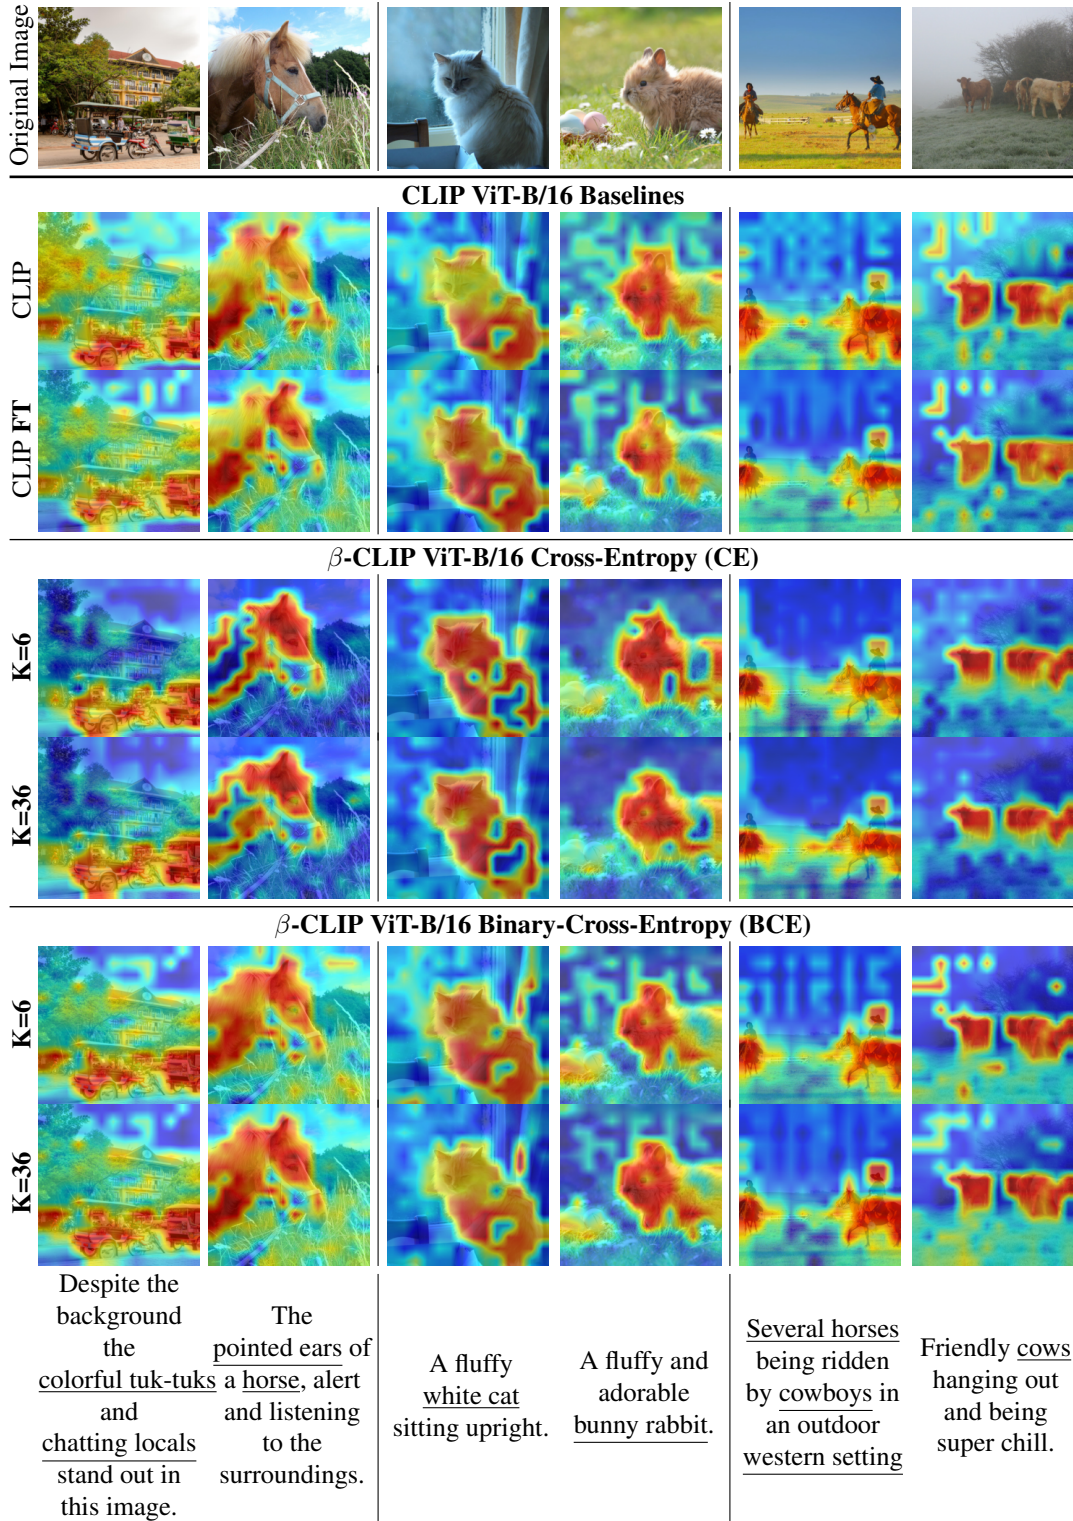 Original Image
CLIP ViT-B/16 Baselines
CLIP
CLIP FT
β-CLIP ViT-B/16 Cross-Entropy (CE)
K=6
K=36
β-CLIP ViT-B/16 Binary-Cross-Entropy (BCE)
K=6
K=36
Despite the
background
the
colorful tuk-tuks
and
chatting locals
stand out in
this image.
The
pointed ears of
a horse, alert
and listening
to the
surroundings.
A fluffy
white cat
sitting upright.
A fluffy and
adorable
bunny rabbit.
Several horses
being ridden
by cowboys in
an outdoor
western setting
Friendly cows
hanging out
and being
super chill.